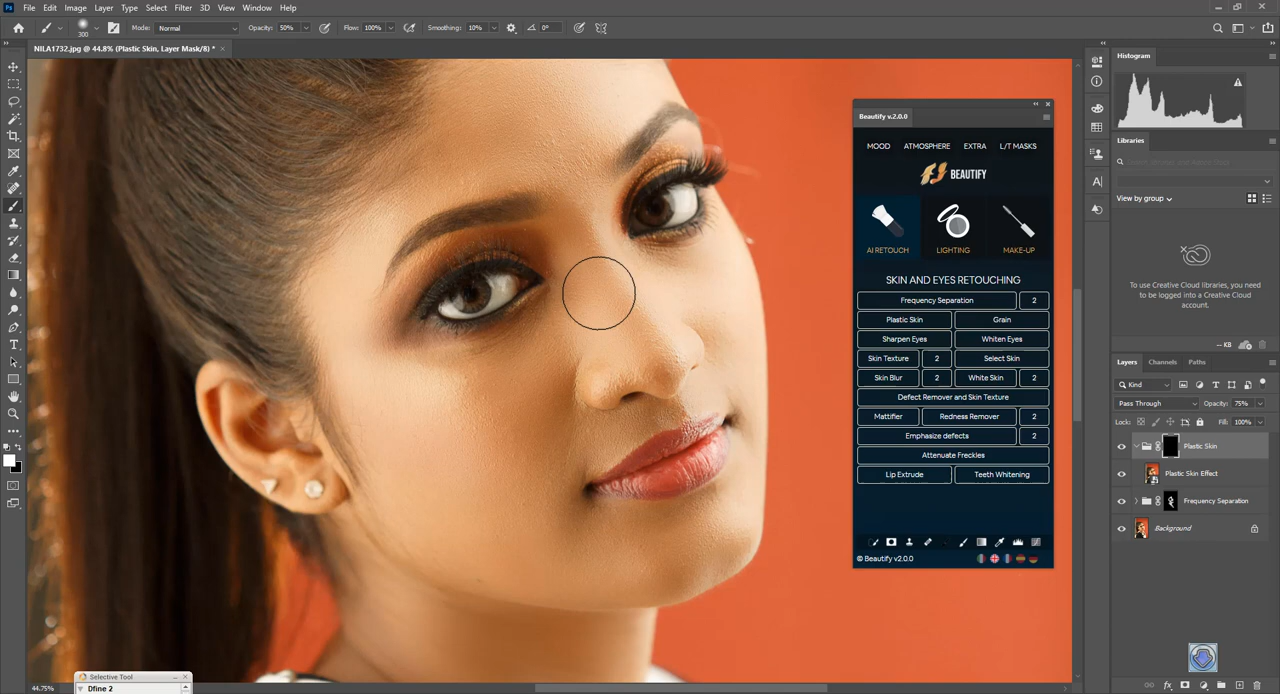 Ps File Edit Image Layer Type Select Filter 3D View Window Help
300 Mode: Normal Opacity: 50% Flow: 100% Smoothing: 10% 0°
NILA1732.jpg @ 44.8% (Plastic Skin, Layer Mask/8) *
Histogram
Beautify v.2.0.0
MOOD ATMOSPHERE EXTRA L/T MASKS
BEAUTIFY
AI RETOUCH LIGHTING MAKE-UP
SKIN AND EYES RETOUCHING
Frequency Separation 2
Plastic Skin Grain
Sharpen Eyes Whiten Eyes
Skin Texture 2 Select Skin
Skin Blur 2 White Skin 2
Defect Remover and Skin Texture
Mattifier Redness Remover 2
Emphasize defects 2
Attenuate Freckles
Lip Extrude Teeth Whitening
© Beautify v2.0.0
Libraries
View by group
To use Creative Cloud libraries, you
need to be logged into a Creative Cloud
account.
-- KB
Layers Channels Paths
Kind
Pass Through Opacity: 75%
Lock: Fill: 100%
Plastic Skin
Plastic Skin Effect
Frequency Separation
Background
Selective Tool
Dfine 2
44.75%